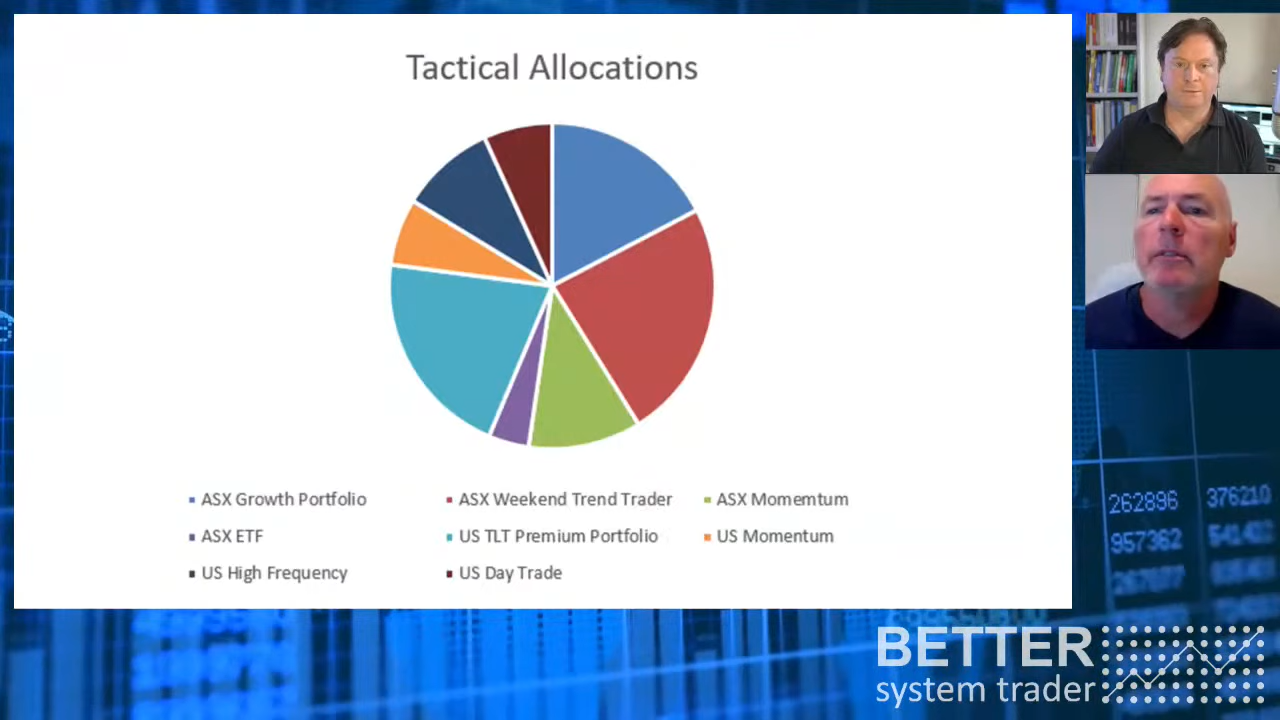 Tactical Allocations
ASX Growth Portfolio
ASX Weekend Trend Trader
ASX Momemtum
ASX ETF
US TLT Premium Portfolio
US Momentum
US High Frequency
US Day Trade
262896
376210
957362
BETTER
system trader